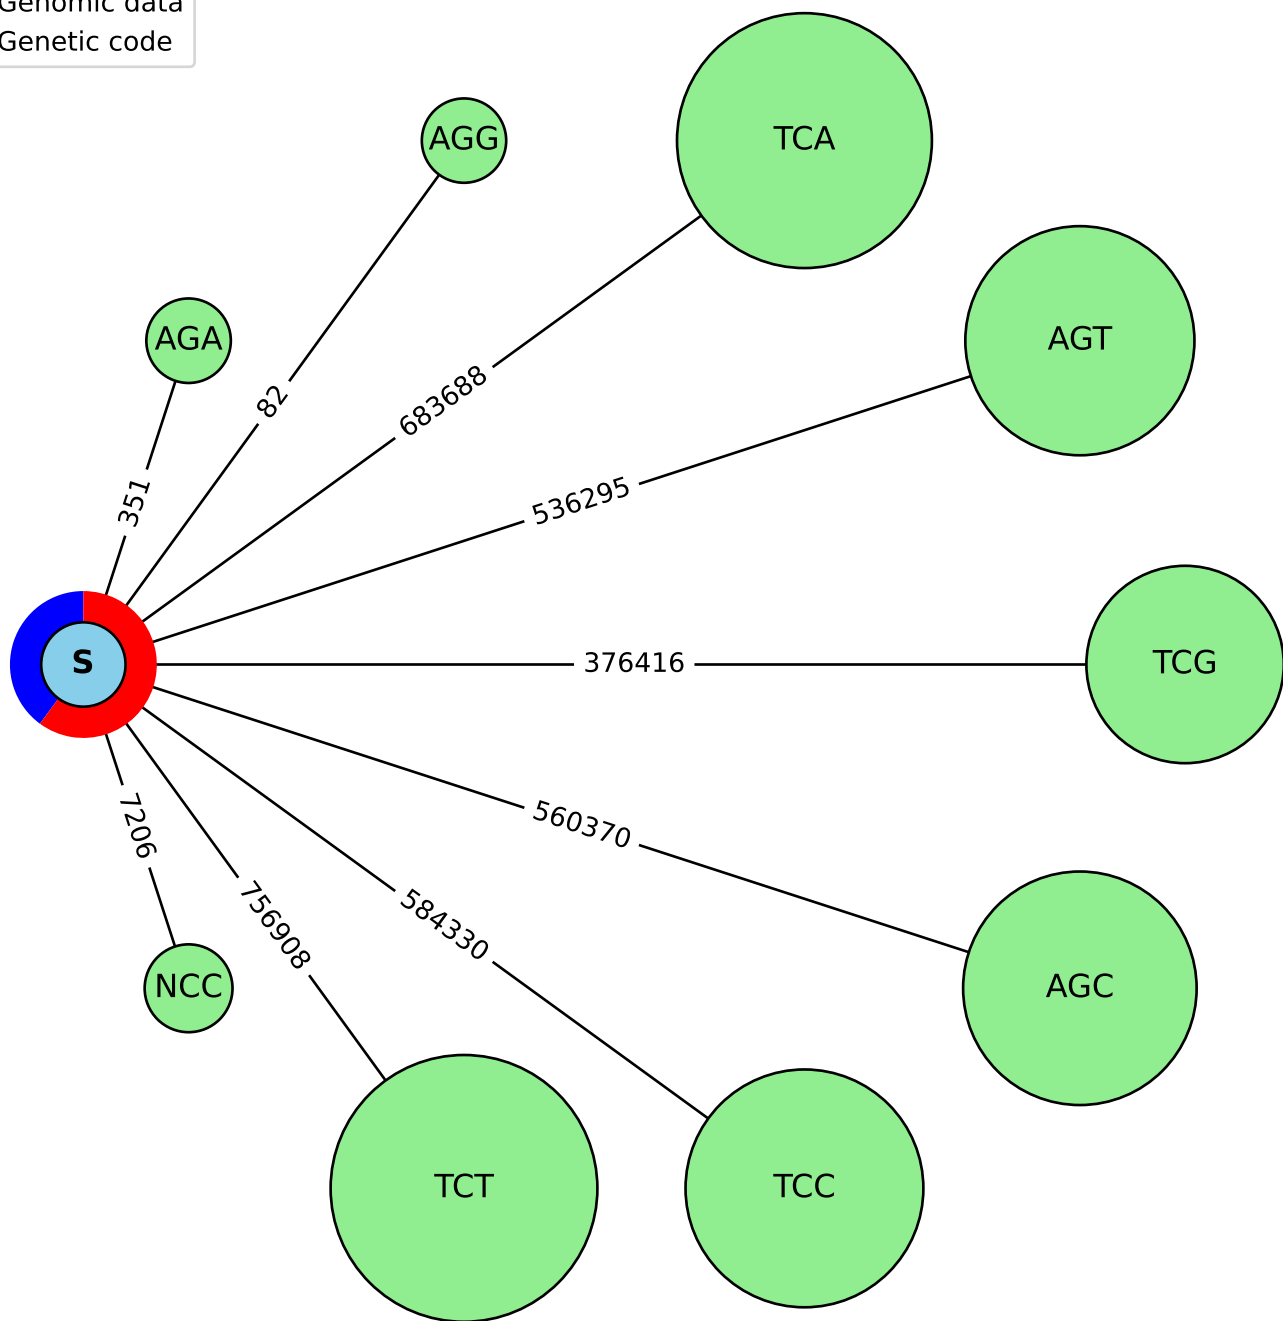 Genomic data
Genetic code
AGG
TCA
AGA
AGT
82
683688
351
536295
S
376416
TCG
7206
756908
584330
560370
NCC
AGC
TCT
TCC